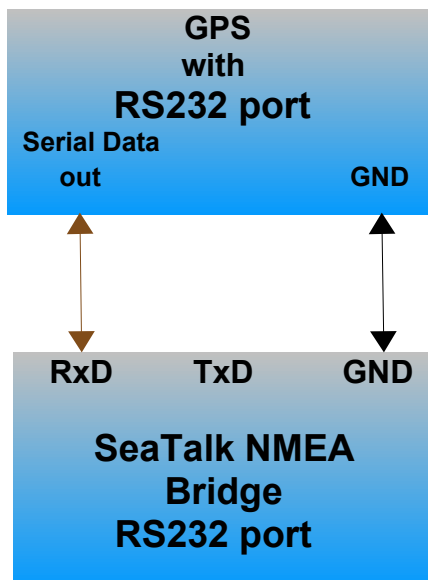 GPS
with
RS232 port
Serial Data
out GND
RxD TxD GND
SeaTalk NMEA
Bridge
RS232 port